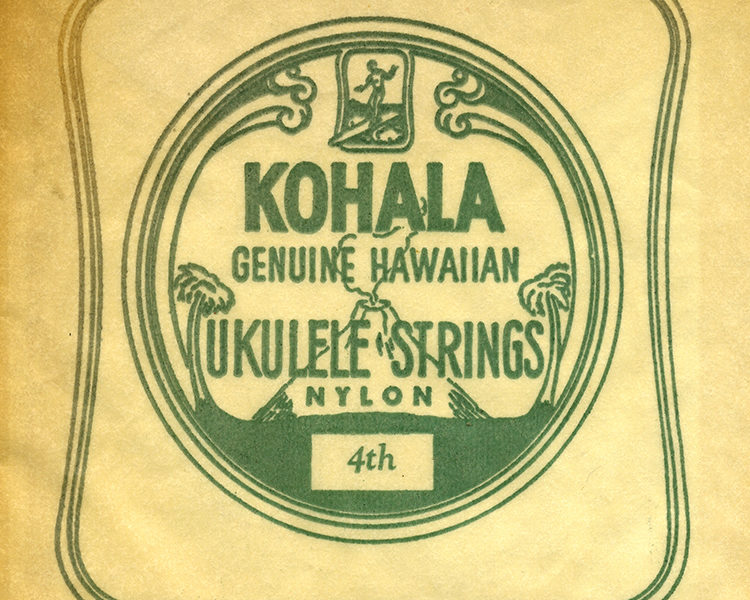 KOHALA
GENUINE HAWAIIAN
UKULELE STRINGS
NYLON
4th